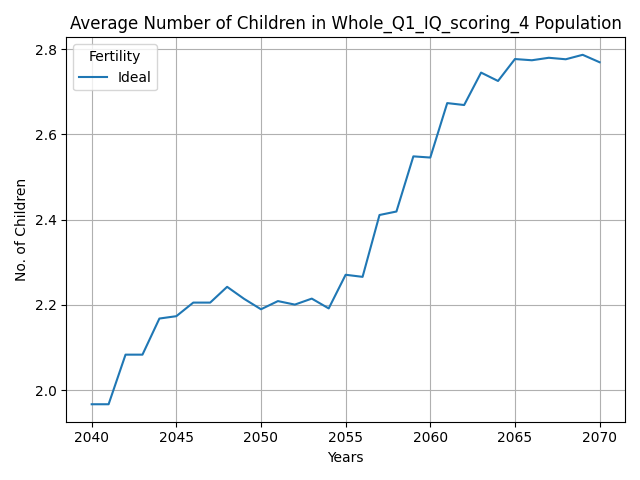 Average Number of Children in Whole_Q1_IQ_scoring_4 Population
Fertility
Ideal
No. of Children
2.8
2.6
2.4
2.2
2.0
2040 2045 2050 2055 2060 2065 2070
Years